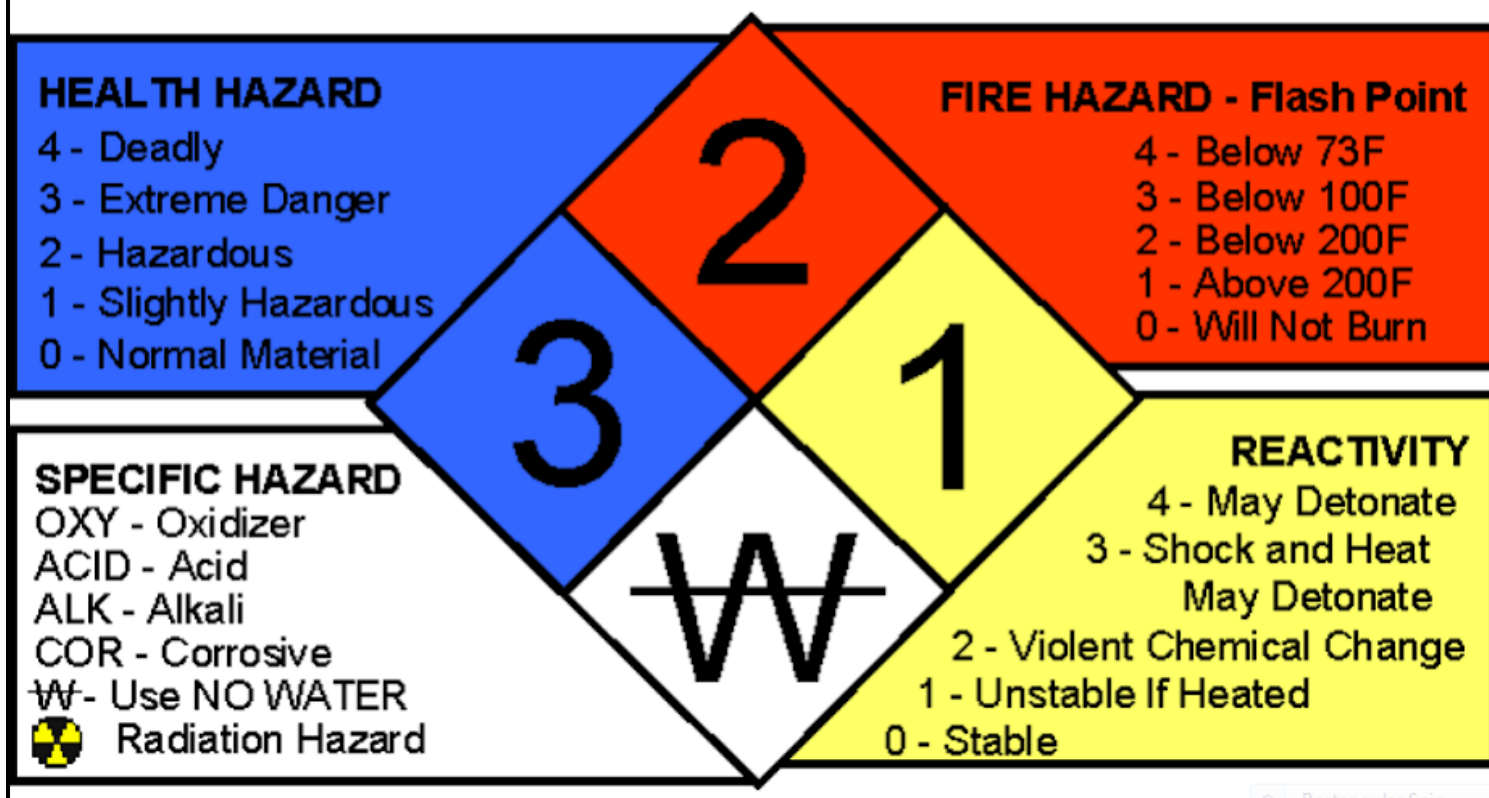 HEALTH HAZARD
4 - Deadly
3 - Extreme Danger
2 - Hazardous
1 - Slightly Hazardous
0 - Normal Material
FIRE HAZARD - Flash Point
4 - Below 73F
3 - Below 100F
2 - Below 200F
1 - Above 200F
0 - Will Not Burn
2
3
1
W
SPECIFIC HAZARD
OXY - Oxidizer
ACID - Acid
ALK - Alkali
COR - Corrosive
W - Use NO WATER
Radiation Hazard
REACTIVITY
4 - May Detonate
3 - Shock and Heat
May Detonate
2 - Violent Chemical Change
1 - Unstable If Heated
0 - Stable